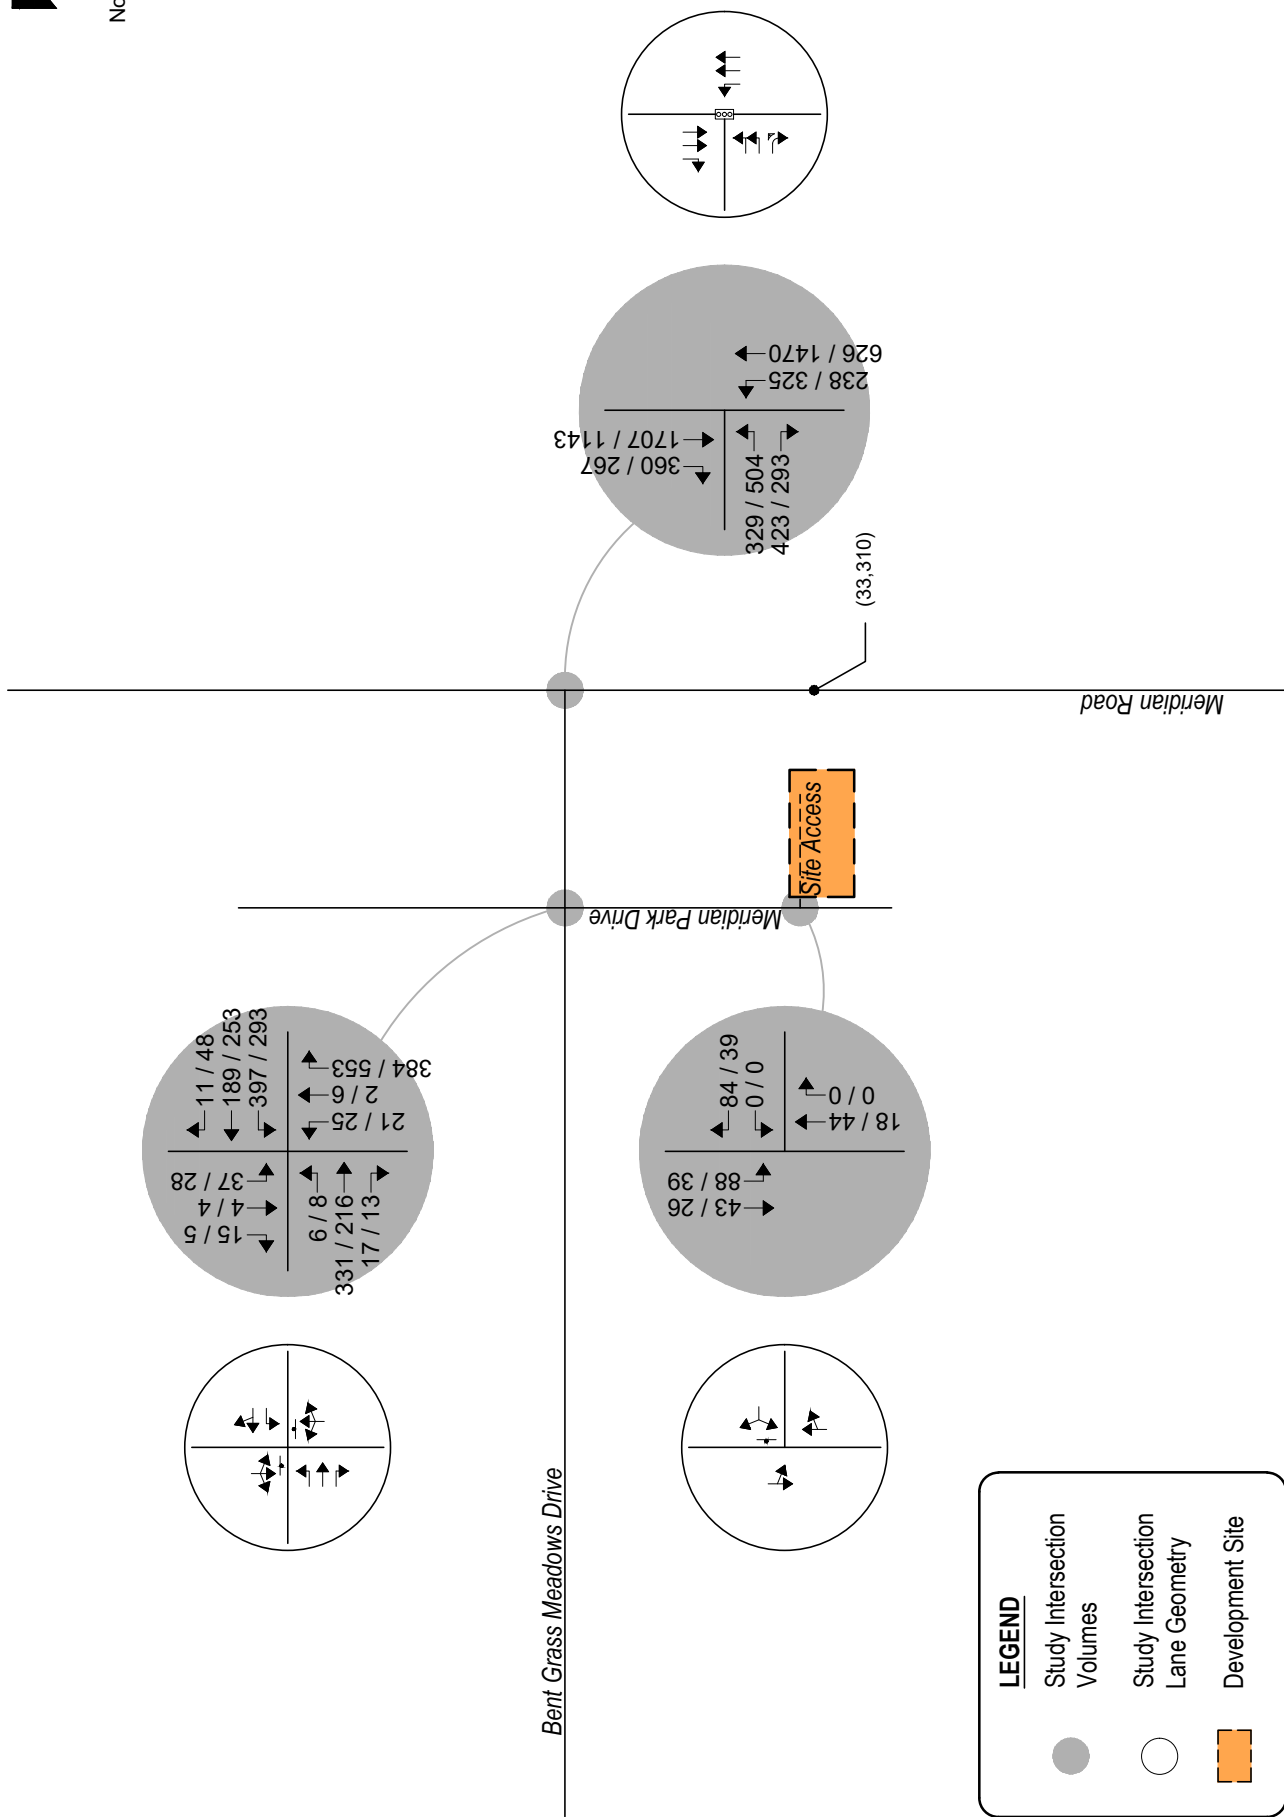 No
626 / 1470
238 / 325
1707 / 1143
360 / 267
329 / 504
423 / 293
(33,310)
Meridian Road
Site Access
Meridian Park Drive
11 / 48
189 / 253
397 / 293
384 / 553
2 / 6
21 / 25
37 / 28
4 / 4
15 / 5
6 / 8
331 / 216
17 / 13
84 / 39
0 / 0
0 / 0
18 / 44
88 / 39
43 / 26
Bent Grass Meadows Drive
LEGEND
Study Intersection
Volumes
Study Intersection
Lane Geometry
Development Site